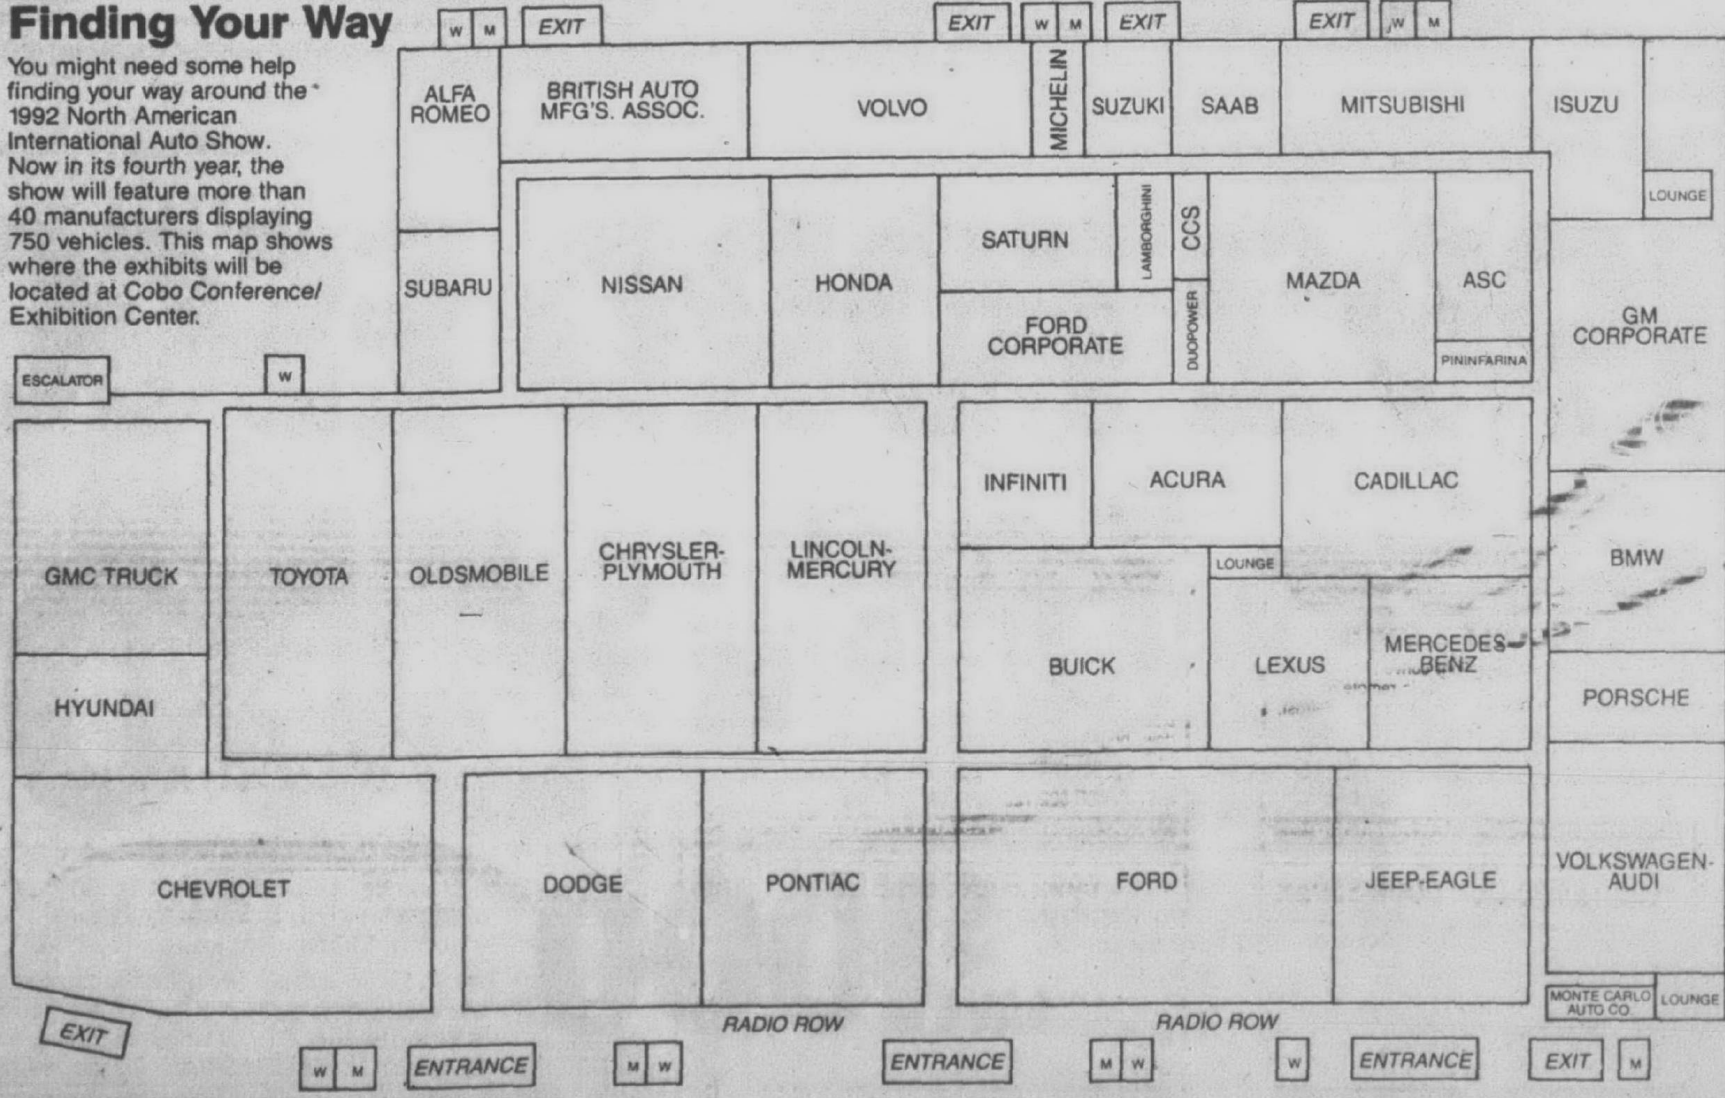 Finding Your Way
You might need some help
finding your way around the
1992 North American
International Auto Show.
Now in its fourth year, the
show will feature more than
40 manufacturers displaying
750 vehicles. This map shows
where the exhibits will be
located at Cobo Conference/
Exhibition Center.
W M EXIT
EXIT W M EXIT
EXIT W M
ALFA
ROMEO
BRITISH AUTO
MFG'S. ASSOC.
VOLVO
MICHELIN
SUZUKI
SAAB
MITSUBISHI
ISUZU
LOUNGE
SUBARU
NISSAN
HONDA
SATURN
LAMBORGHINI
CCS
FORD
CORPORATE
DUOPOWER
MAZDA
ASC
PININFARINA
GM
CORPORATE
ESCALATOR
W
GMC TRUCK
TOYOTA
OLDSMOBILE
CHRYSLER-
PLYMOUTH
LINCOLN-
MERCURY
INFINITI
ACURA
CADILLAC
LOUNGE
BMW
HYUNDAI
BUICK
LEXUS
MERCEDES-
BENZ
PORSCHE
CHEVROLET
DODGE
PONTIAC
FORD
JEEP-EAGLE
VOLKSWAGEN-
AUDI
MONTE CARLO
AUTO CO.
LOUNGE
RADIO ROW
RADIO ROW
EXIT
W M
ENTRANCE
M W
ENTRANCE
M W
W
ENTRANCE
EXIT
M